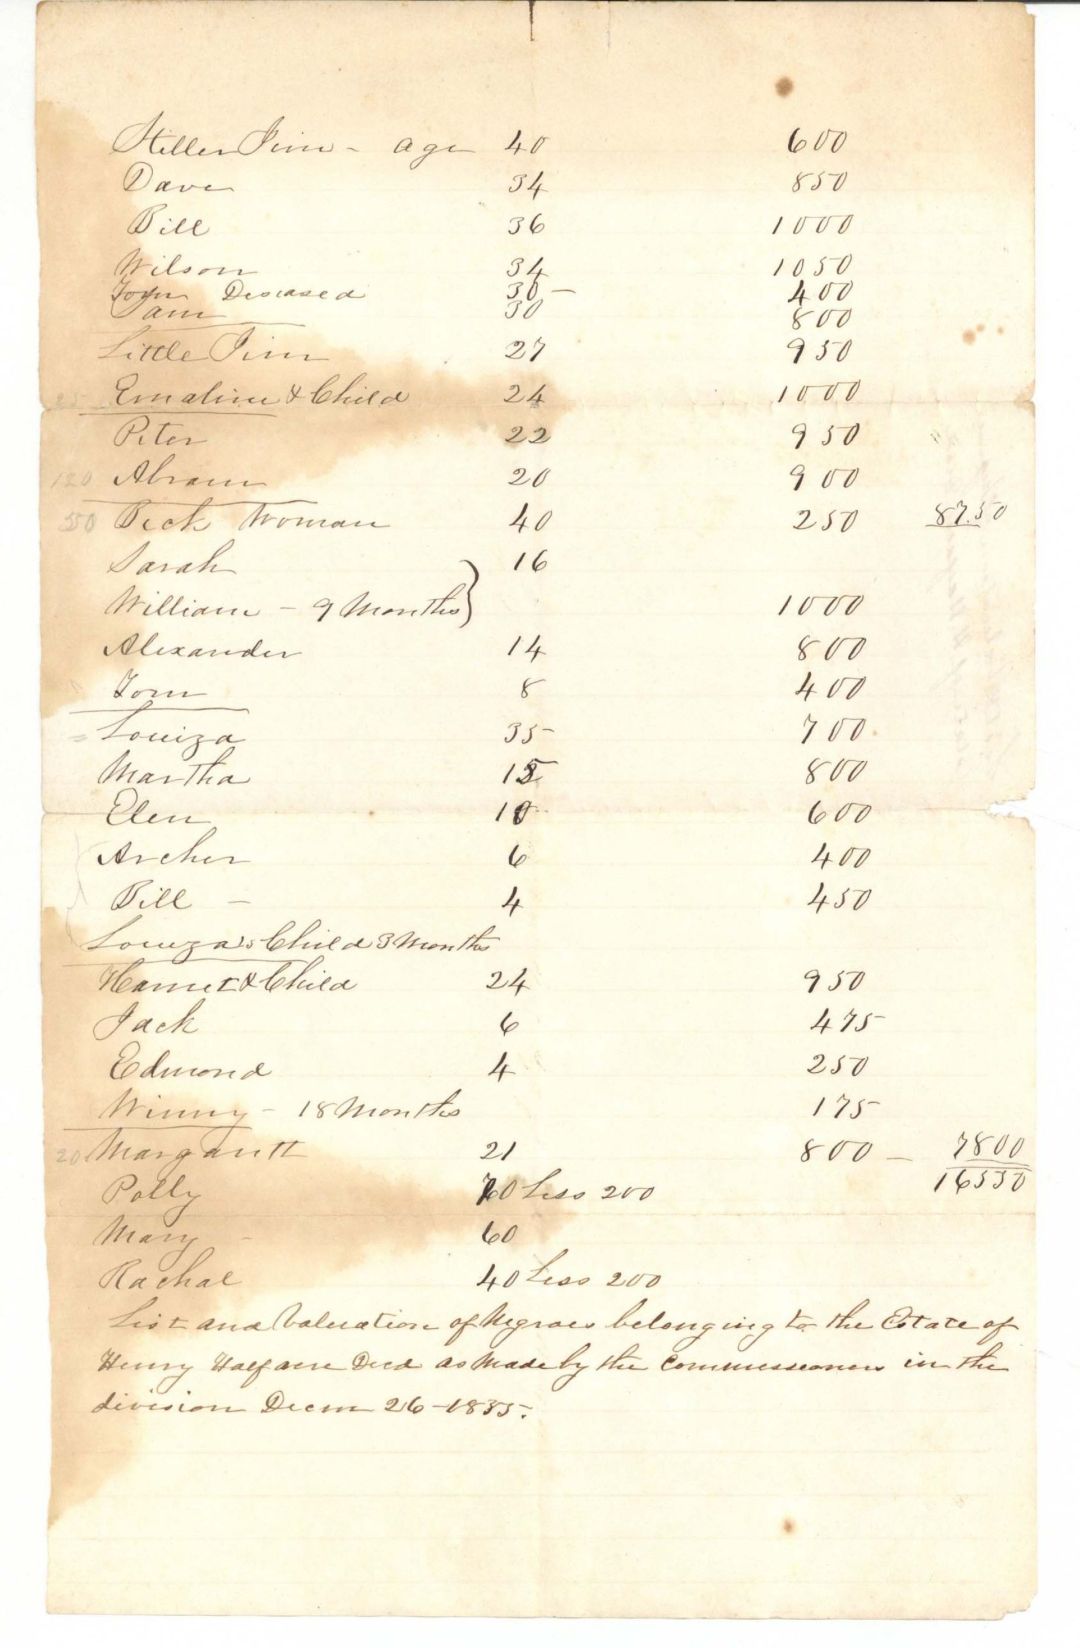 Stiller Jim - age 40 600
Dave 34 850
Bill 36 1000
Wilson 34 1050
John Diseased 30 - 400
Sam 30 800
Little Jim 27 950
25 Emaline & Child 24 1000
Peter 22 950
120 Abram 20 900
50 Beck Woman 40 250 87.50
Sarah 16
William - 9 Months } 1000
Alexander 14 800
Tom 8 400
Louiza 35 700
Martha 15 800
Elen 10 600
Archer 6 400
Bill - 4 450
Louiza's Child 3 Months
Harriet & Child 24 950
Jack 6 475
Edmond 4 250
Winny - 18 Months 175
20 Margarett 21 800 - 7800
16550
Polly 70 Less 200
Mary - 60
Rachal 40 Less 200
List and Valuation of Negroes belonging to the Estate of
Henry Halfacre Decd as Made by the Commissioners in the
division Decm 26 - 1835.